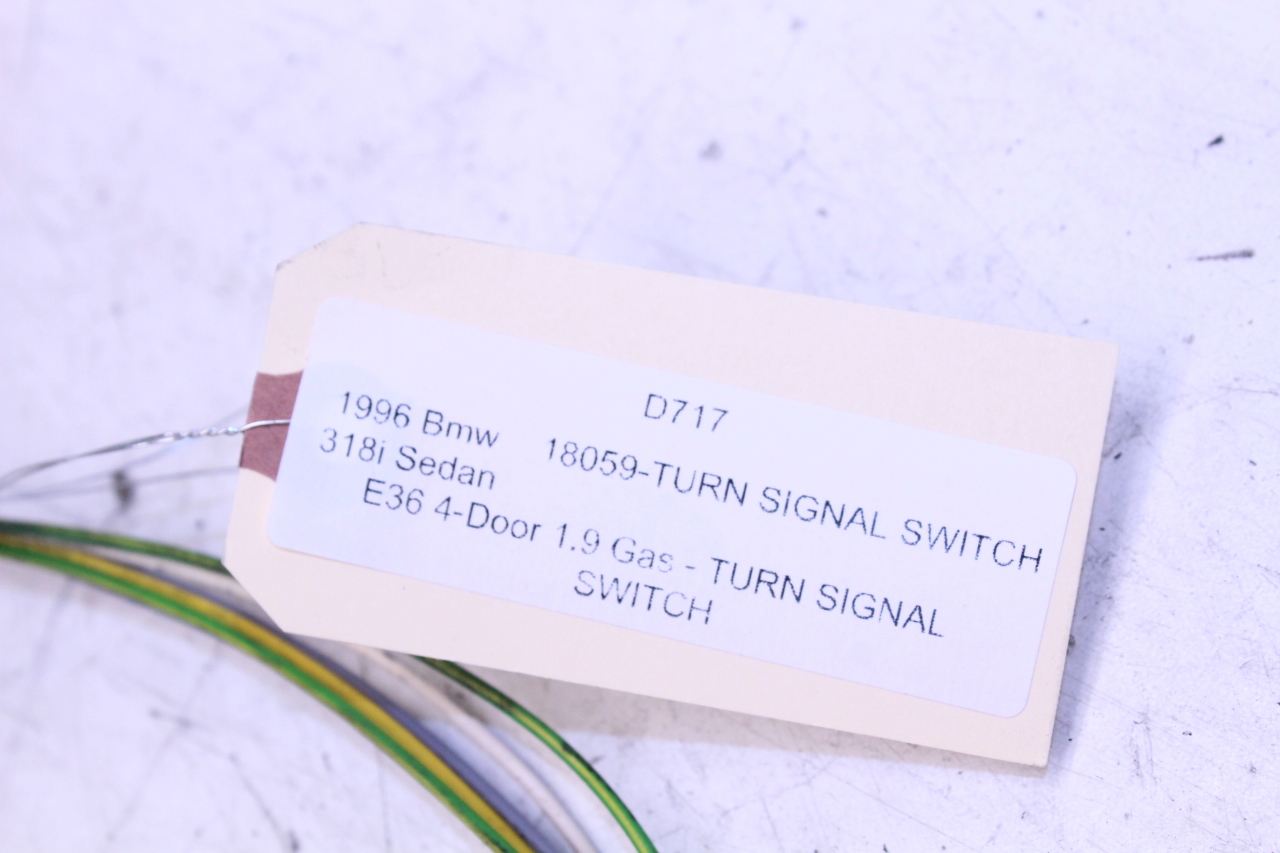 D717
1996 Bmw 18059-TURN SIGNAL SWITCH
318i Sedan
E36 4-Door 1.9 Gas - TURN SIGNAL
SWITCH